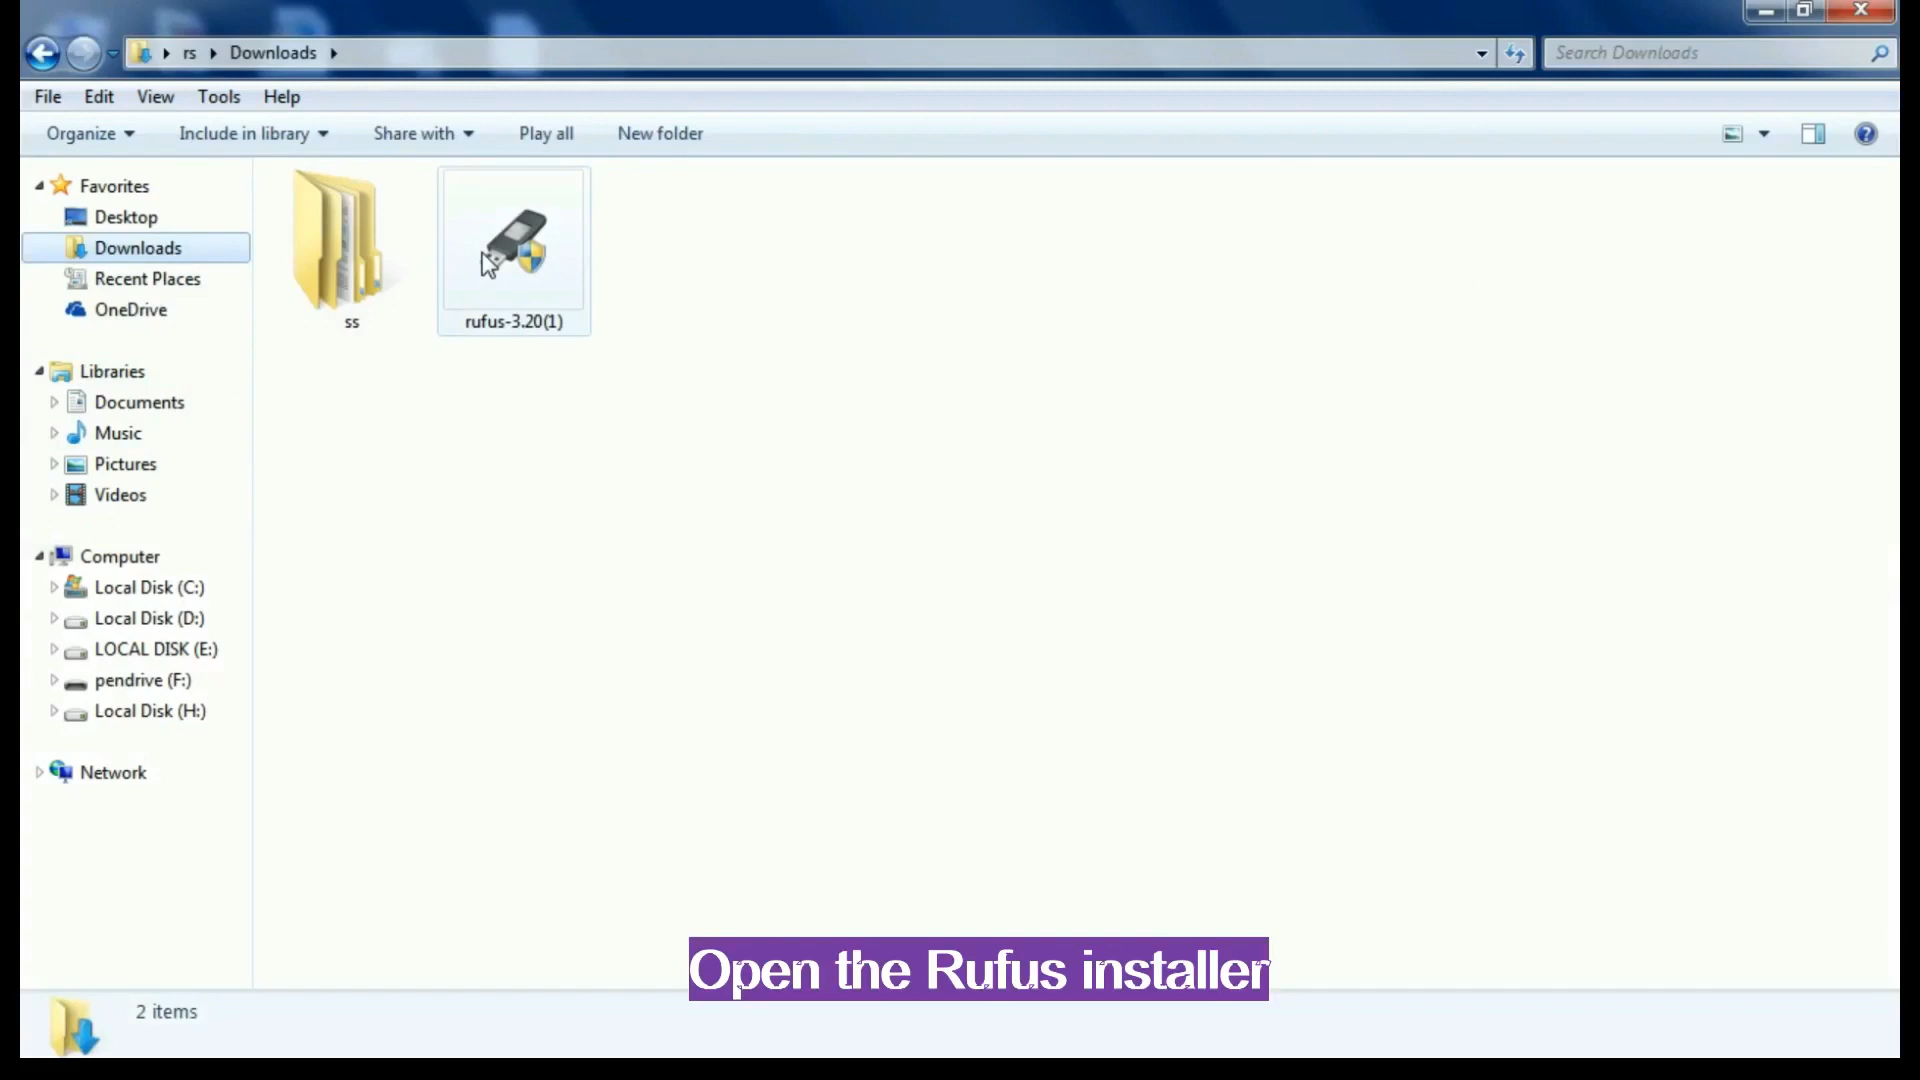 rs
Downloads
Search Downloads
File Edit View Tools Help
Organize Include in library Share with Play all New folder
Favorites
Desktop
Downloads
Recent Places
OneDrive
Libraries
Documents
Music
Pictures
Videos
Computer
Local Disk (C:)
Local Disk (D:)
LOCAL DISK (E:)
pendrive (F:)
Local Disk (H:)
Network
ss
rufus-3.20(1)
Open the Rufus installer
2 items